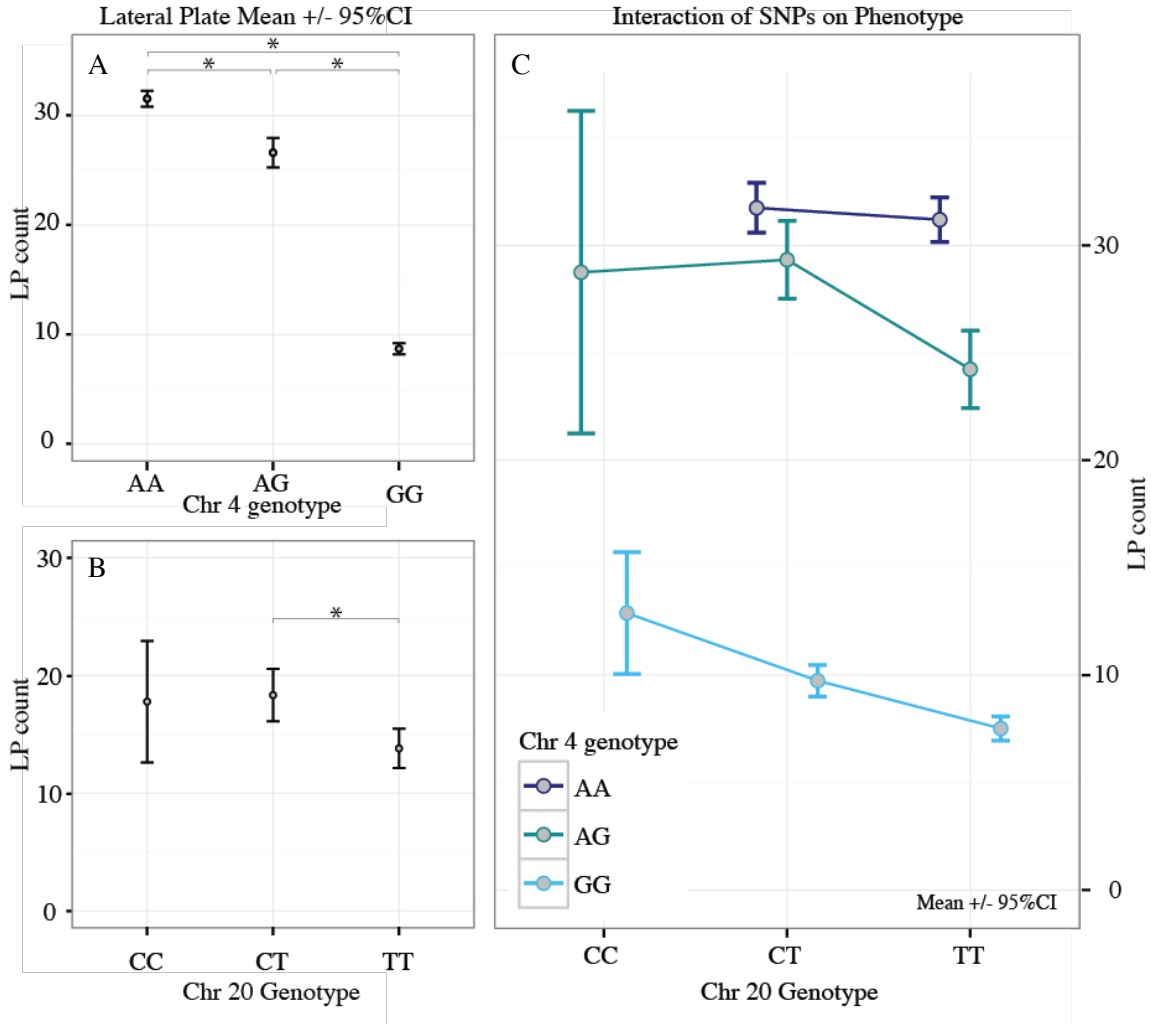 Lateral Plate Mean +/- 95%CI
A
*
* *
30
20
10
0
LP count
AA AG GG
Chr 4 genotype
B
*
30
20
10
0
LP count
CC CT TT
Chr 20 Genotype
Interaction of SNPs on Phenotype
C
30
20
10
0
LP count
Chr 4 genotype
AA
AG
GG
Mean +/- 95%CI
CC CT TT
Chr 20 Genotype